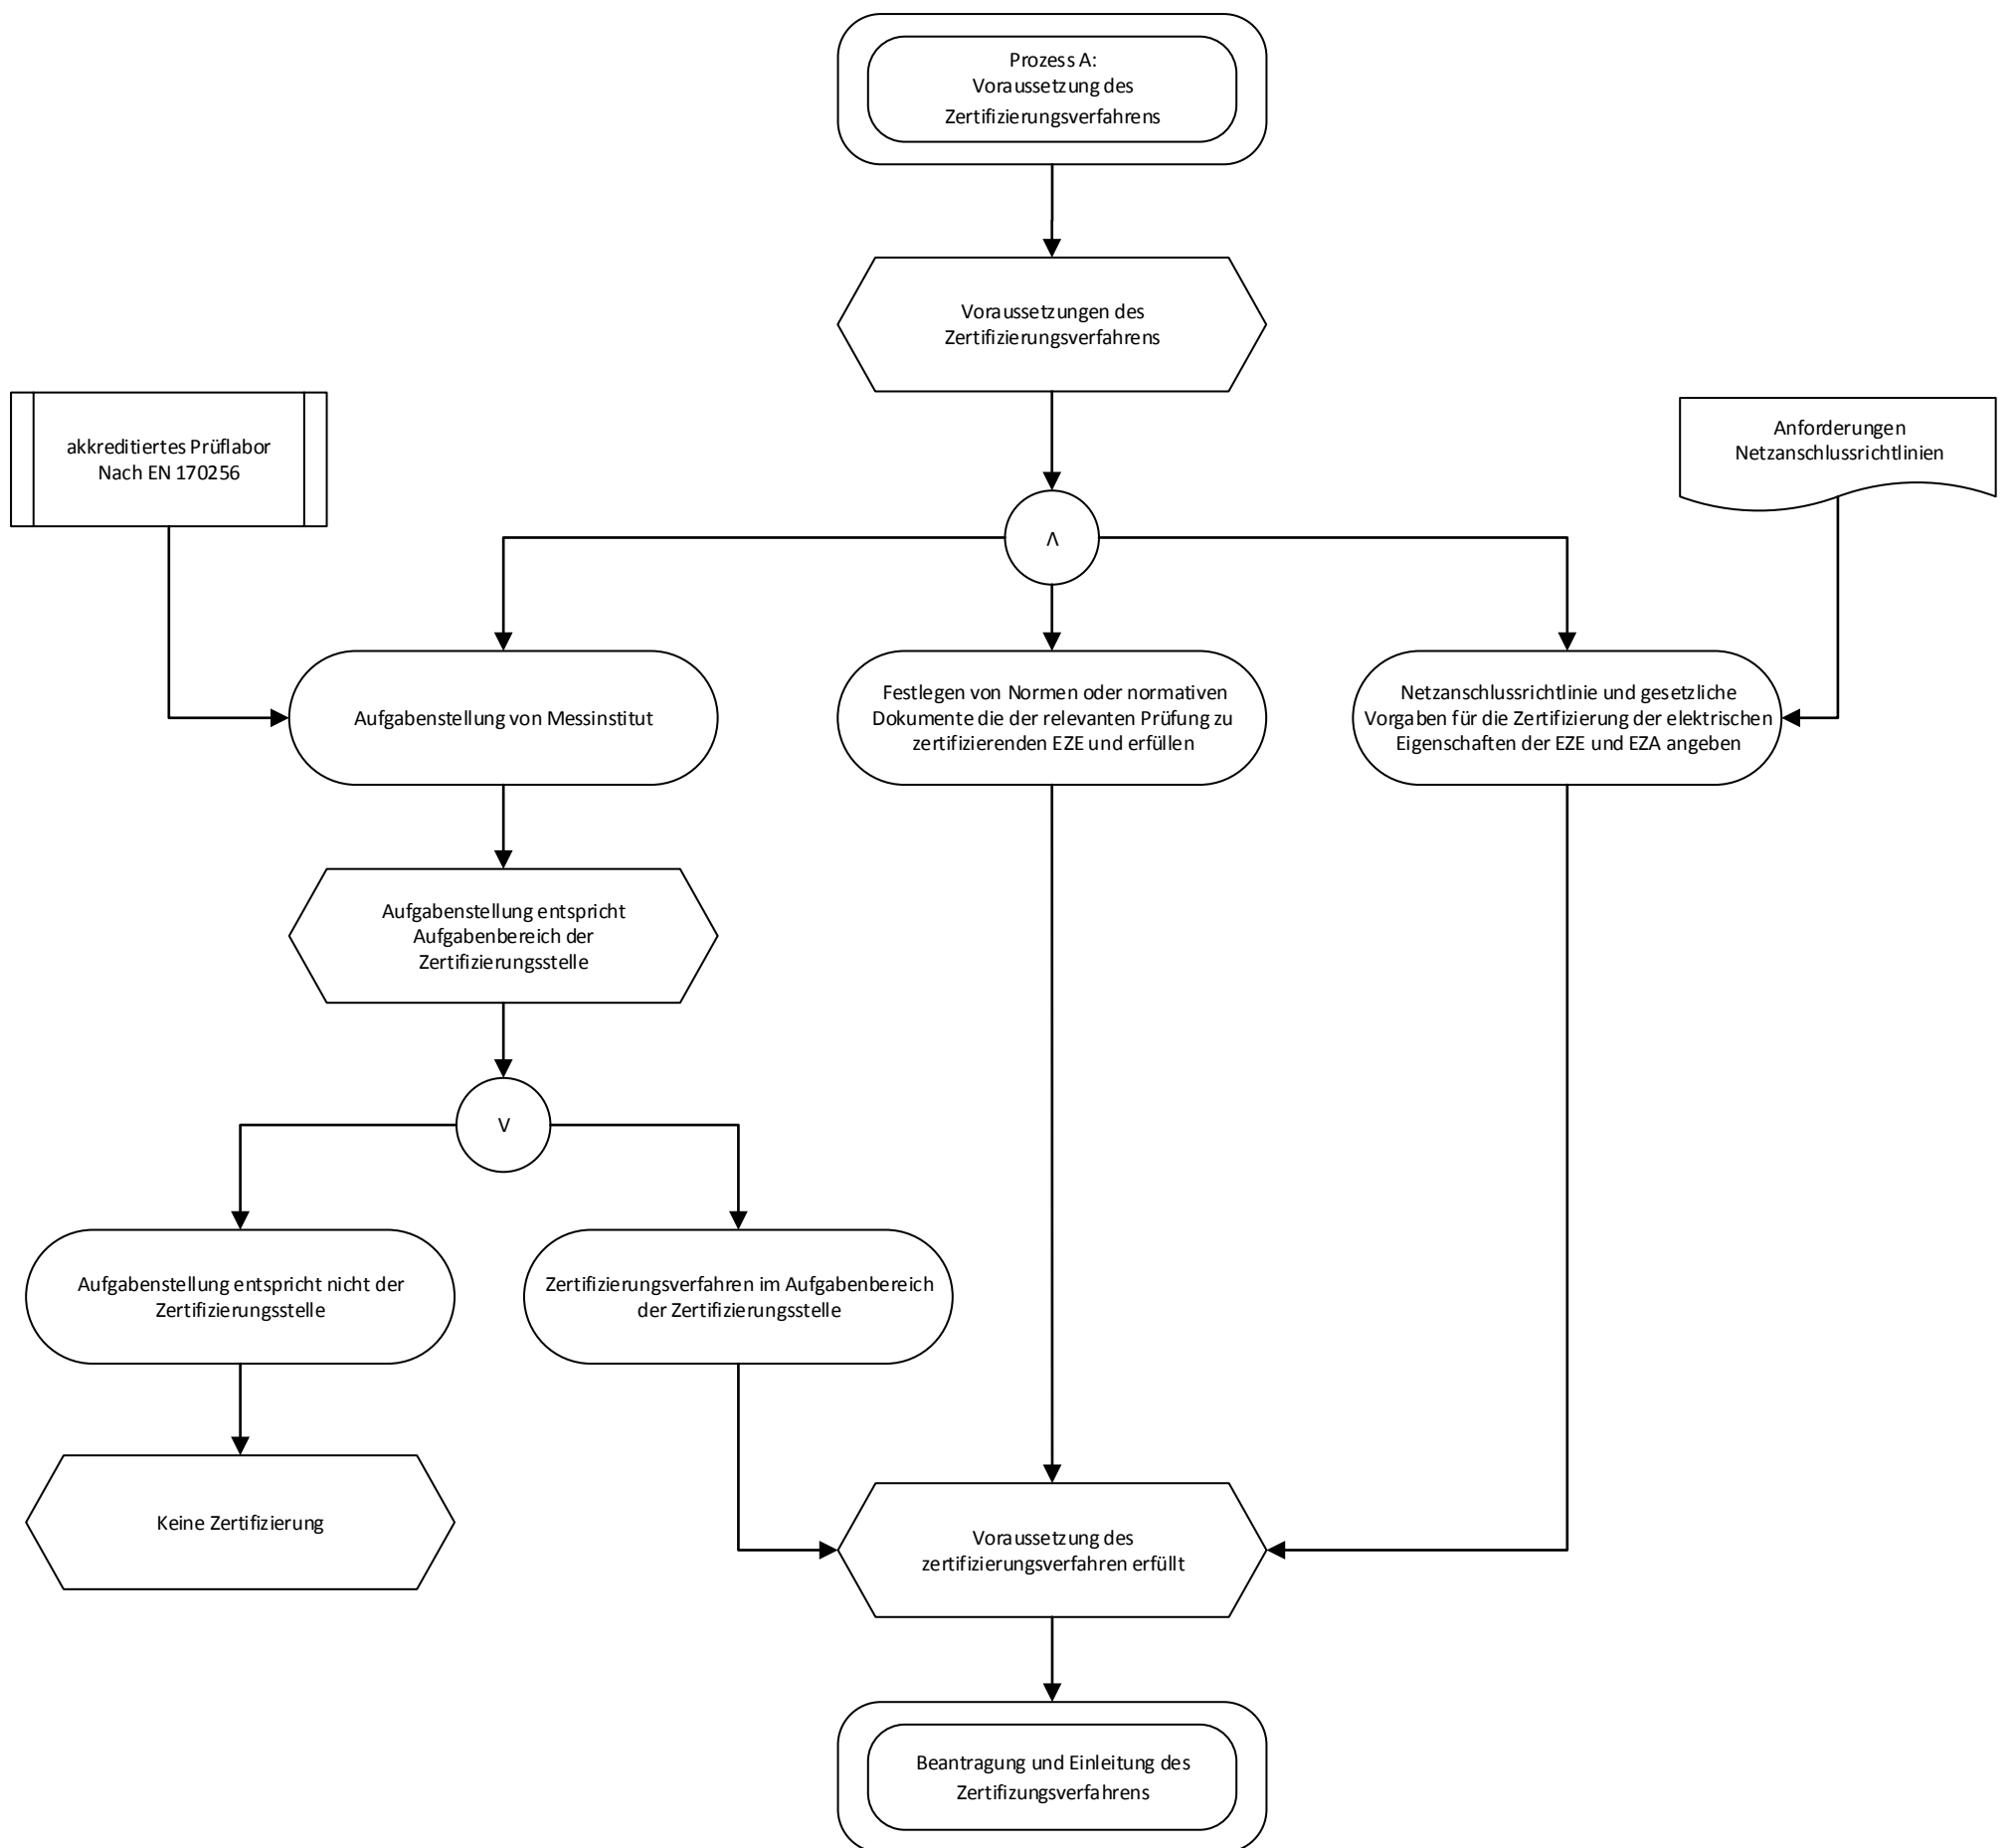 Prozess A:
Voraussetzung des
Zertifizierungsverfahrens
Voraussetzungen des
Zertifizierungsverfahrens
akkreditiertes Prüflabor
Nach EN 170256
Anforderungen
Netzanschlussrichtlinien
Λ
Aufgabenstellung von Messinstitut
Festlegen von Normen oder normativen
Dokumente die der relevanten Prüfung zu
zertifizierenden EZE und erfüllen
Netzanschlussrichtlinie und gesetzliche
Vorgaben für die Zertifizierung der elektrischen
Eigenschaften der EZE und EZA angeben
Aufgabenstellung entspricht
Aufgabenbereich der
Zertifizierungsstelle
V
Aufgabenstellung entspricht nicht der
Zertifizierungsstelle
Zertifizierungsverfahren im Aufgabenbereich
der Zertifizierungsstelle
Keine Zertifizierung
Voraussetzung des
zertifizierungsverfahren erfüllt
Beantragung und Einleitung des
Zertifizungsverfahrens